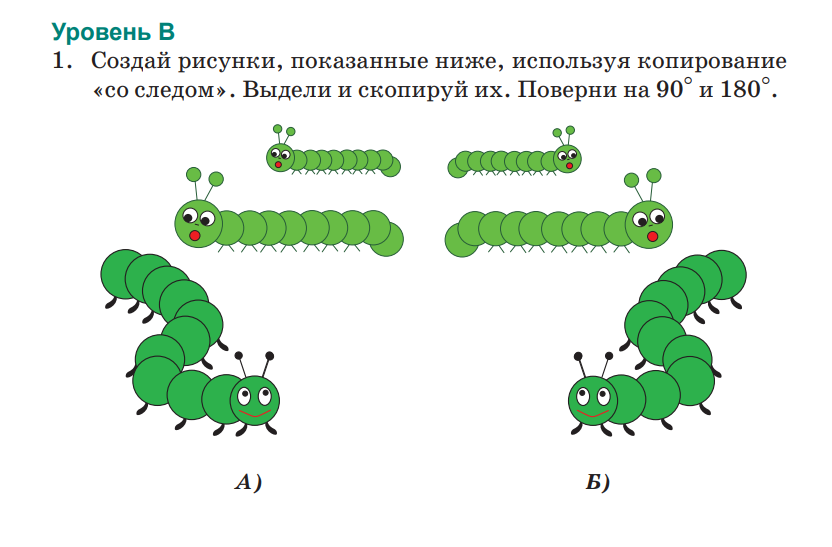 Уровень В
1. Создай рисунки, показанные ниже, используя копирование
«со следом». Выдели и скопируй их. Поверни на 90° и 180°.
А) Б)